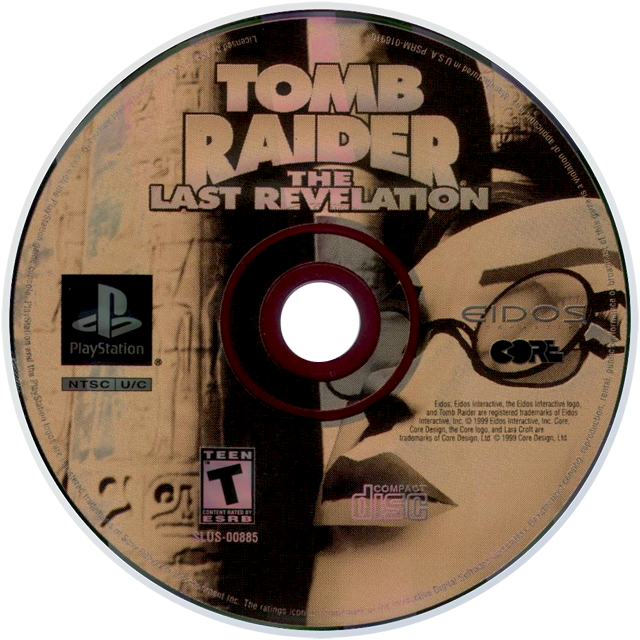 TOMB
RAIDER
THE
LAST REVELATION
PlayStation
®
NTSC U/C
EIDOS
CORE
Eidos, Eidos Interactive, the Eidos Interactive logo,
and Tomb Raider are registered trademarks of Eidos
Interactive, Inc. © 1999 Eidos Interactive, Inc. Core,
Core Design, the Core logo, and Lara Croft are
trademarks of Core Design, Ltd. © 1999 Core Design, Ltd.
TEEN
T
CONTENT RATED BY
ESRB
SLUS-00885
COMPACT
disc